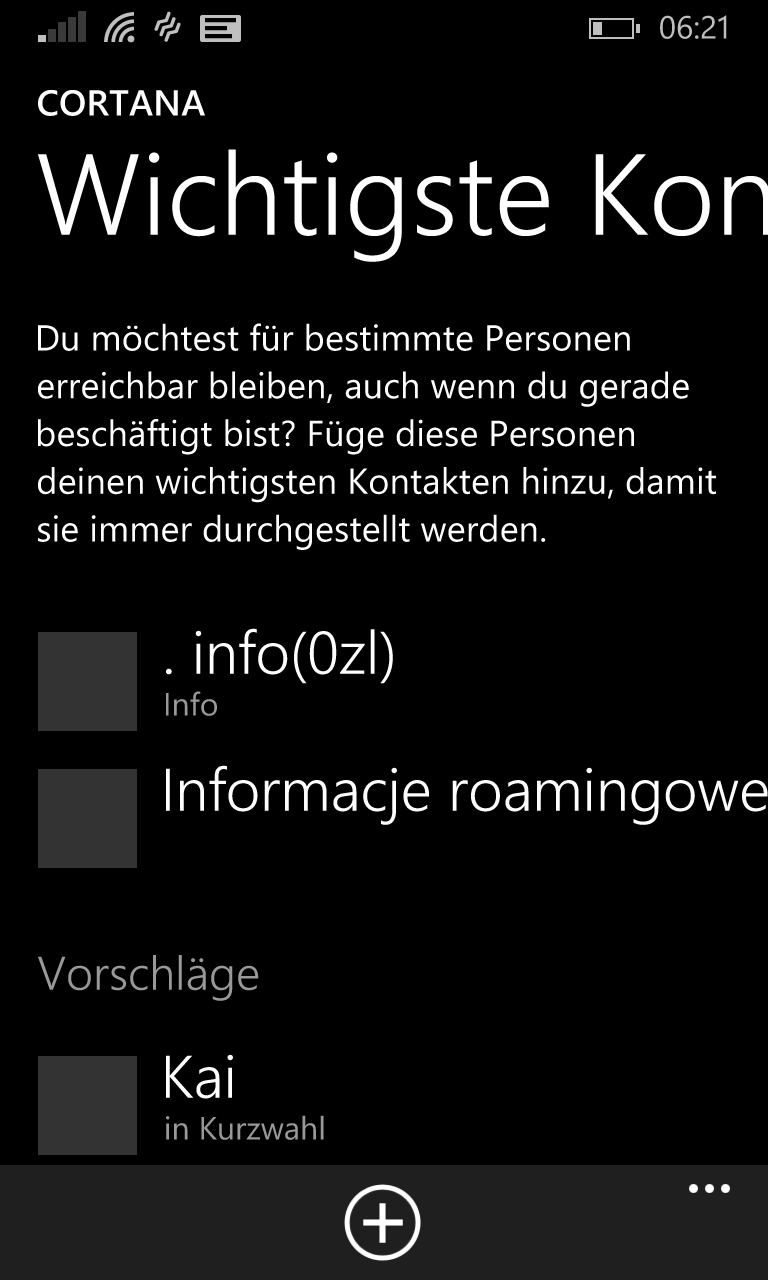 06:21
CORTANA
Wichtigste Kon
Du möchtest für bestimmte Personen
erreichbar bleiben, auch wenn du gerade
beschäftigt bist? Füge diese Personen
deinen wichtigsten Kontakten hinzu, damit
sie immer durchgestellt werden.
. info(0zl)
Info
Informacje roamingowe
Vorschläge
Kai
in Kurzwahl